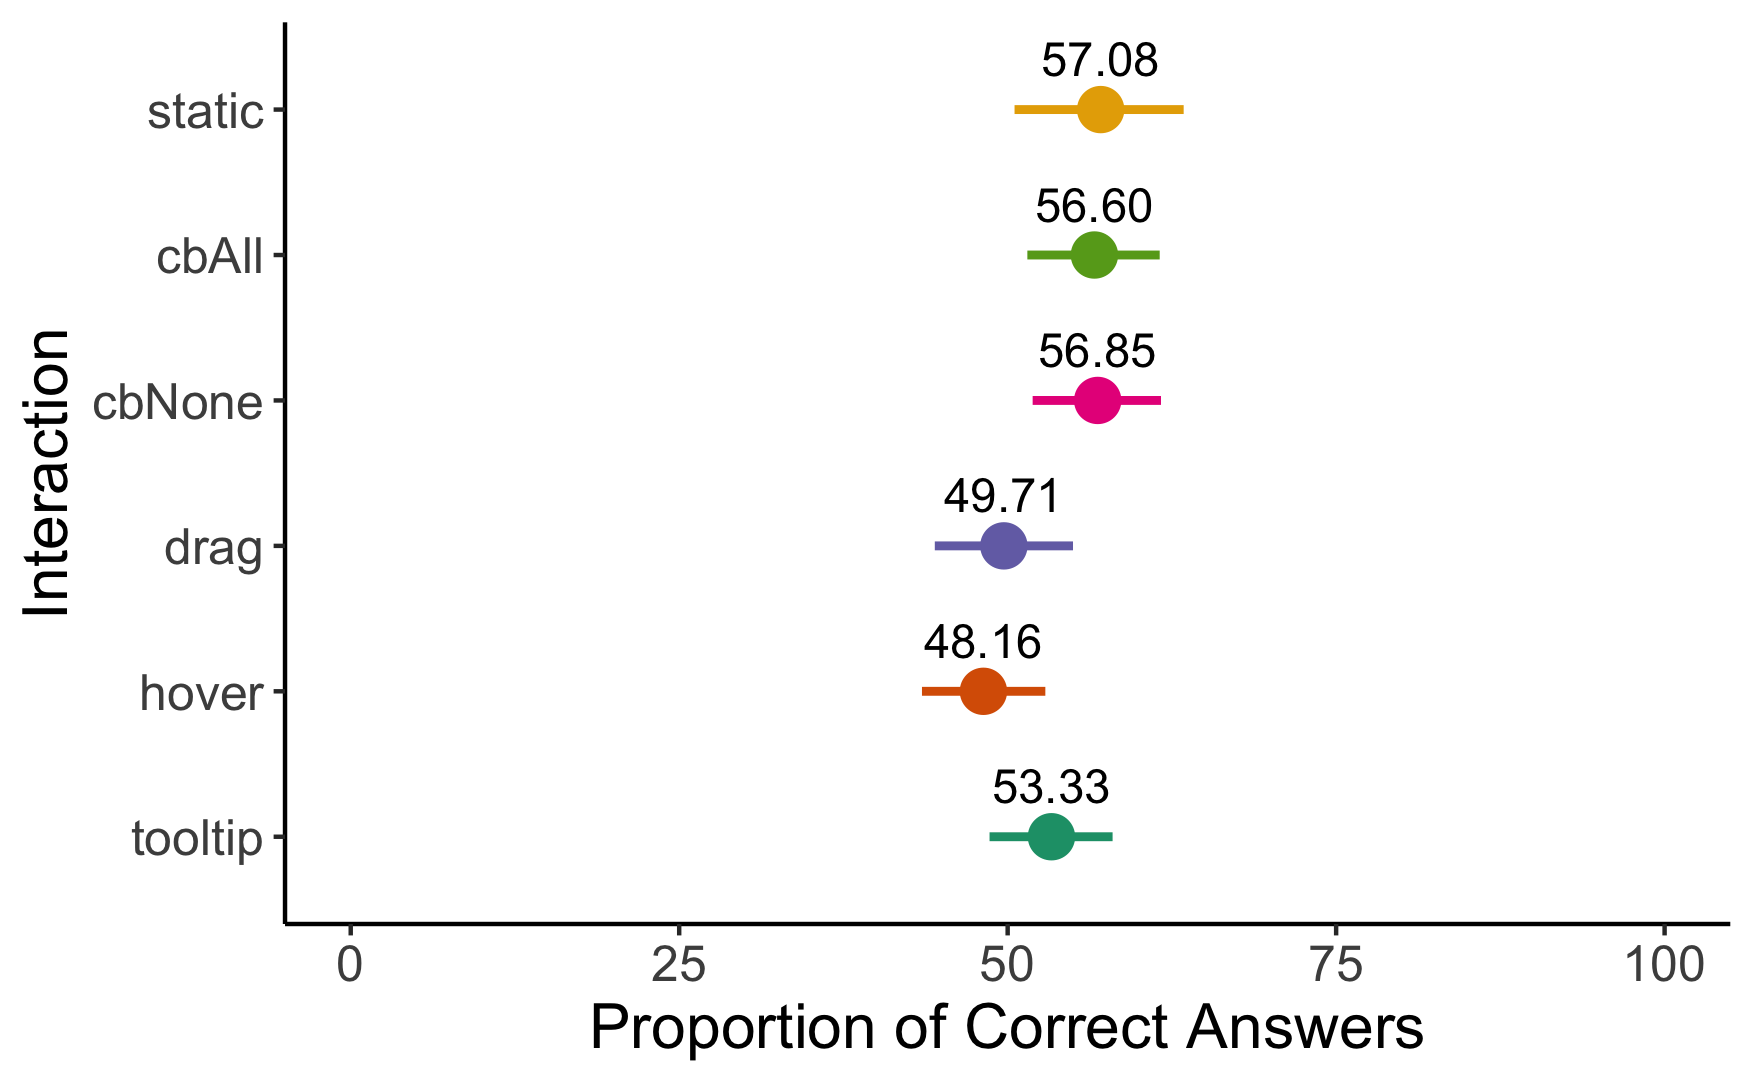 57.08
static
56.60
cbAll
56.85
cbNone
49.71
drag
48.16
hover
53.33
tooltip
Interaction
0 25 50 75 100
Proportion of Correct Answers